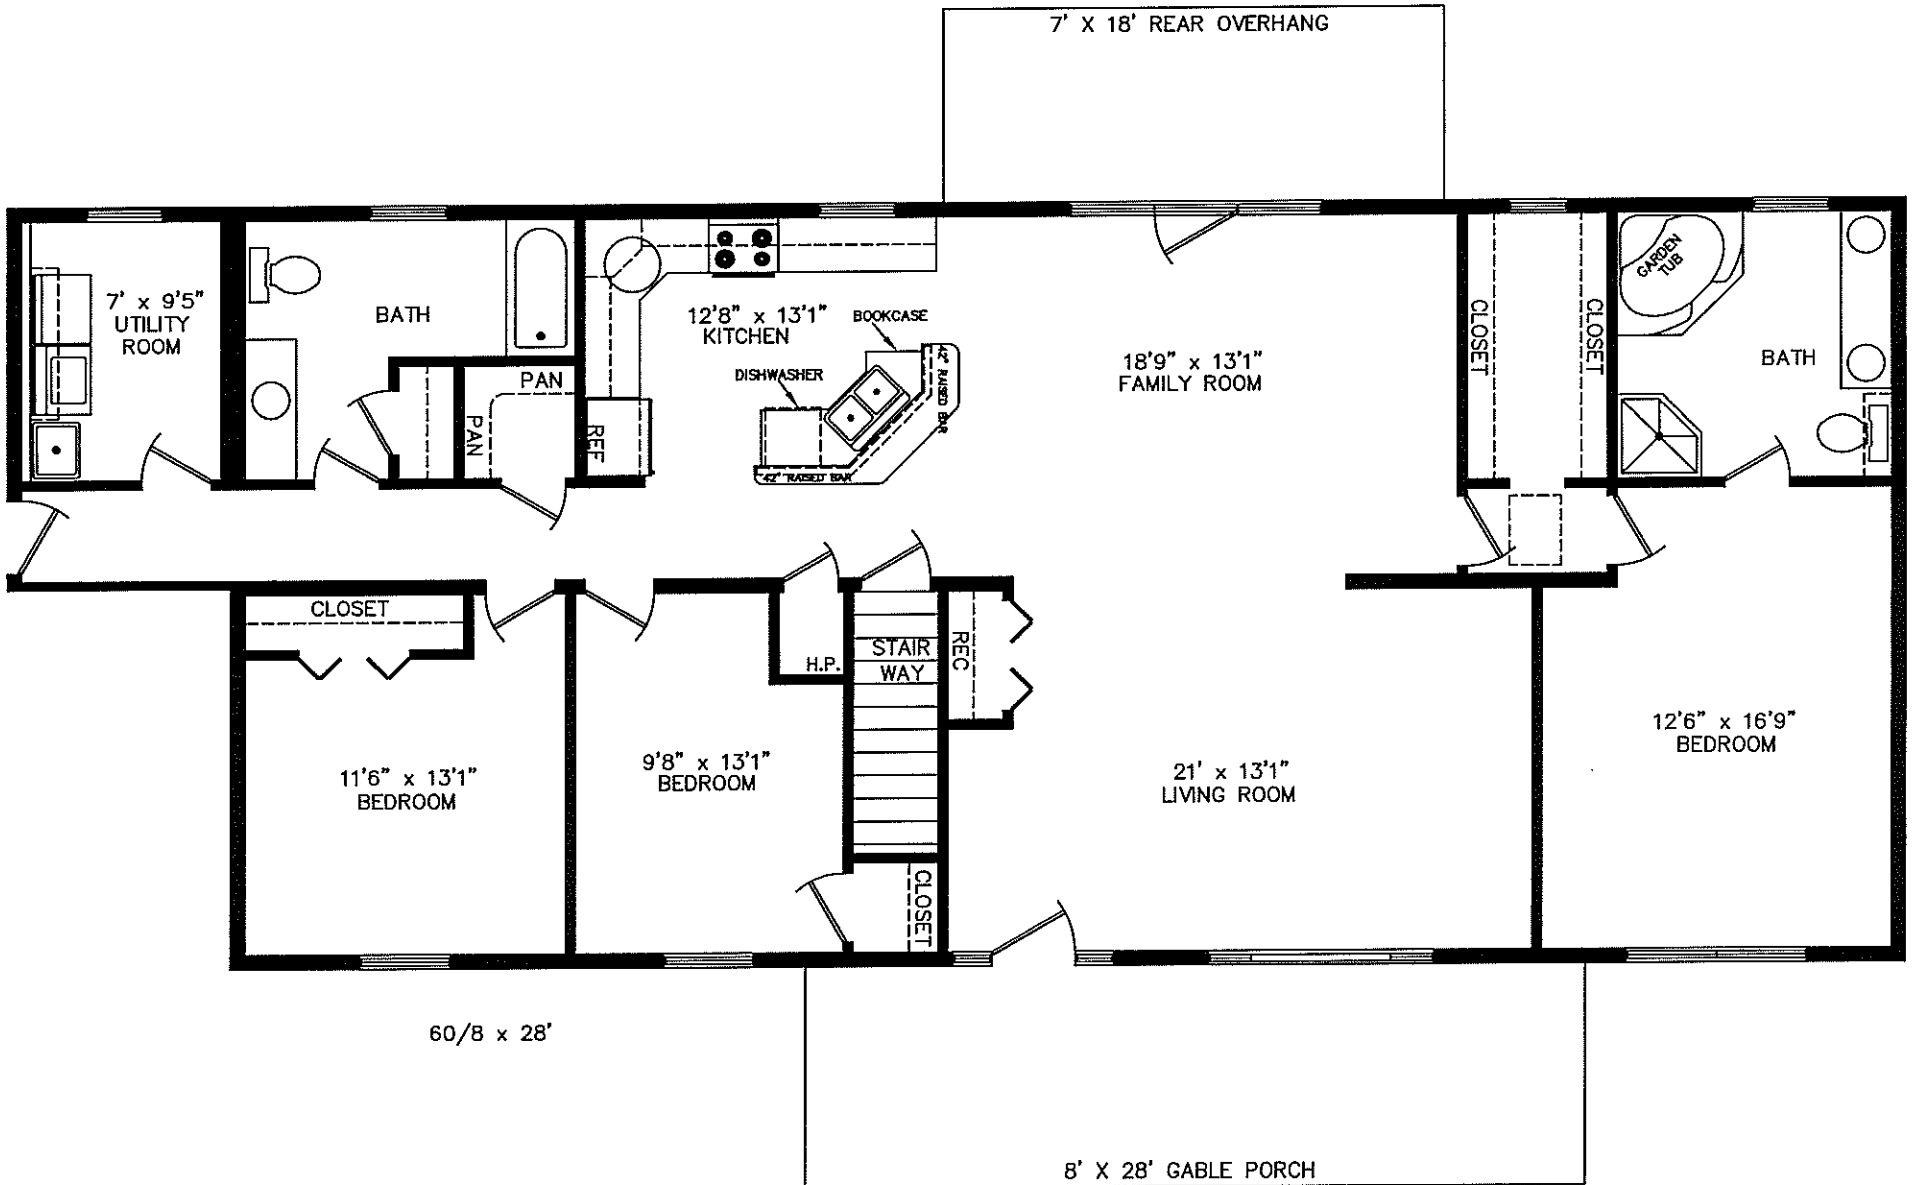 7' X 18' REAR OVERHANG
7' x 9'5"
UTILITY
ROOM
BATH
PAN
PAN
REF
12'8" x 13'1"
KITCHEN
BOOKCASE
DISHWASHER
42" RAISED BAR
42" RAISED BAR
18'9" x 13'1"
FAMILY ROOM
CLOSET
CLOSET
GARDEN
TUB
BATH
CLOSET
H.P.
STAIR
WAY
REC
11'6" x 13'1"
BEDROOM
9'8" x 13'1"
BEDROOM
CLOSET
21' x 13'1"
LIVING ROOM
12'6" x 16'9"
BEDROOM
60/8 x 28'
8' X 28' GABLE PORCH